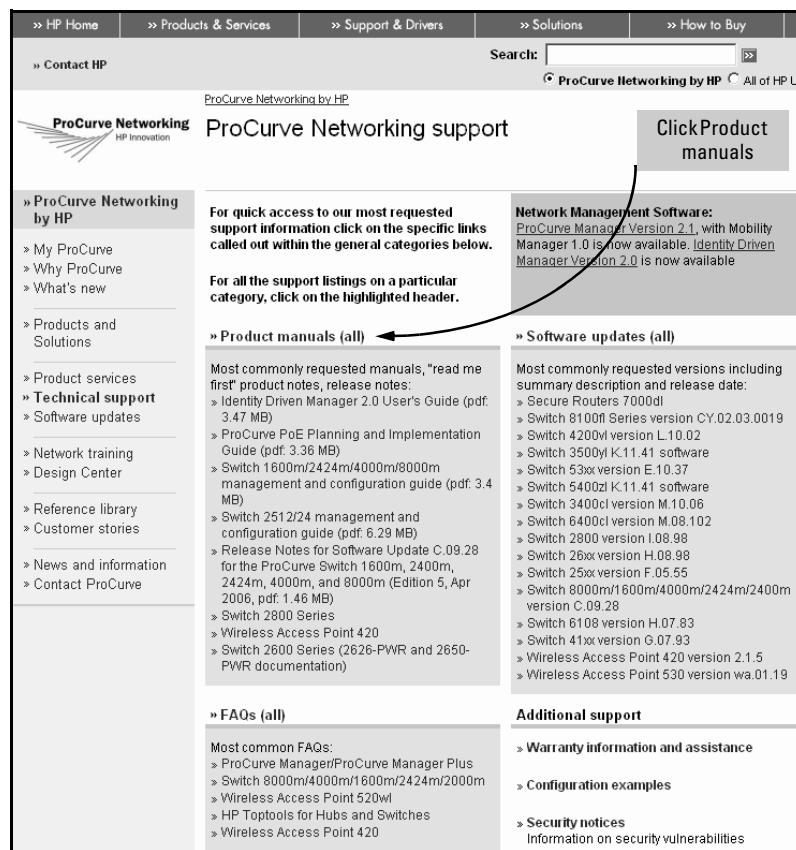 » HP Home
» Products & Services
» Support & Drivers
» Solutions
» How to Buy
» Contact HP
Search:
»
ProCurve Networking by HP
All of HP U
ProCurve Networking by HP
ProCurve Networking
HP Innovation
ProCurve Networking support
Click Product
manuals
» ProCurve Networking
by HP
» My ProCurve
» Why ProCurve
» What's new
» Products and
Solutions
» Product services
» Technical support
» Software updates
» Network training
» Design Center
» Reference library
» Customer stories
» News and information
» Contact ProCurve
For quick access to our most requested
support information click on the specific links
called out within the general categories below.
For all the support listings on a particular
category, click on the highlighted header.
Network Management Software:
ProCurve Manager Version 2.1, with Mobility
Manager 1.0 is now available. Identity Driven
Manager Version 2.0 is now available
» Product manuals (all)
Most commonly requested manuals, "read me
first" product notes, release notes:
» Identity Driven Manager 2.0 User's Guide (pdf:
3.47 MB)
» ProCurve PoE Planning and Implementation
Guide (pdf: 3.36 MB)
» Switch 1600m/2424m/4000m/8000m
management and configuration guide (pdf: 3.4
MB)
» Switch 2512/24 management and
configuration guide (pdf: 6.29 MB)
» Release Notes for Software Update C.09.28
for the ProCurve Switch 1600m, 2400m,
2424m, 4000m, and 8000m (Edition 5, Apr
2006, pdf: 1.46 MB)
» Switch 2800 Series
» Wireless Access Point 420
» Switch 2600 Series (2626-PWR and 2650-
PWR documentation)
» Software updates (all)
Most commonly requested versions including
summary description and release date:
» Secure Routers 7000dl
» Switch 8100fl Series version CY.02.03.0019
» Switch 4200vl version L.10.02
» Switch 3500yl K.11.41 software
» Switch 53xx version E.10.37
» Switch 5400zl K.11.41 software
» Switch 3400cl version M.10.06
» Switch 6400cl version M.08.102
» Switch 2800 version I.08.98
» Switch 26xx version H.08.98
» Switch 25xx version F.05.55
» Switch 8000m/1600m/4000m/2424m/2400m
version C.09.28
» Switch 6108 version H.07.83
» Switch 41xx version G.07.93
» Wireless Access Point 420 version 2.1.5
» Wireless Access Point 530 version wa.01.19
» FAQs (all)
Most common FAQs:
» ProCurve Manager/ProCurve Manager Plus
» Switch 8000m/4000m/1600m/2424m/2000m
» Wireless Access Point 520wl
» HP Toptools for Hubs and Switches
» Wireless Access Point 420
Additional support
» Warranty information and assistance
» Configuration examples
» Security notices
Information on security vulnerabilities